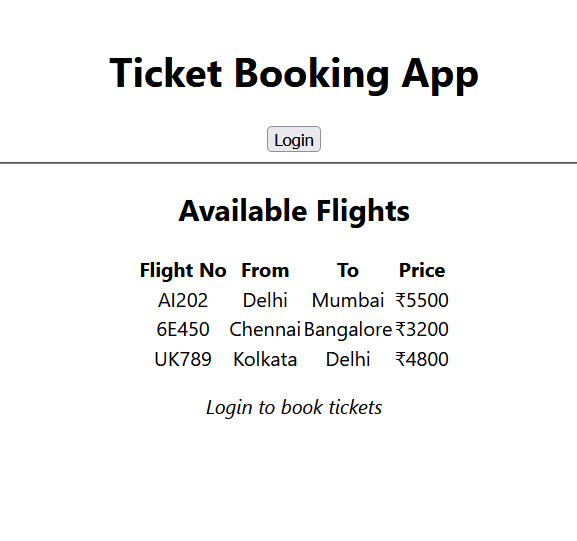 Ticket Booking App
Login
Available Flights
Flight No From To Price
AI202 Delhi Mumbai ₹5500
6E450 Chennai Bangalore ₹3200
UK789 Kolkata Delhi ₹4800
Login to book tickets